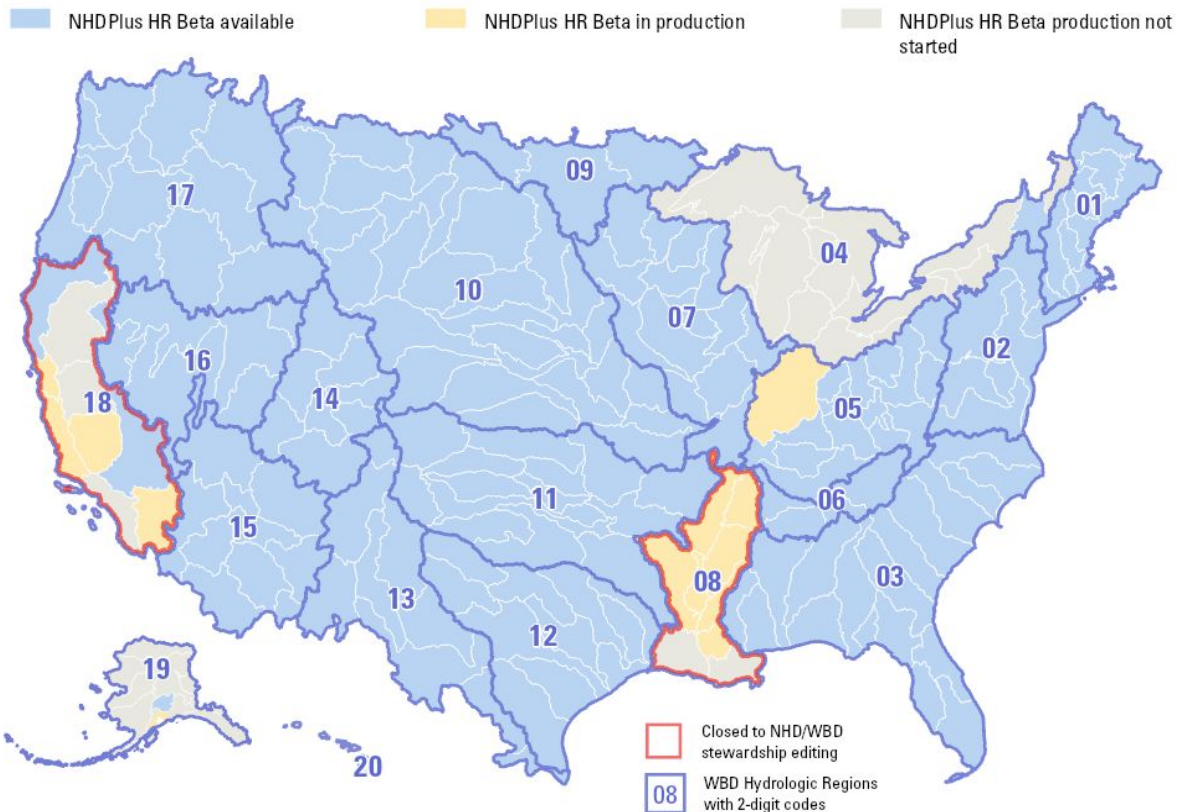 NHDPlus HR Beta available
NHDPlus HR Beta in production
NHDPlus HR Beta production not
started
09
17
01
04
10
07
02
16
14
05
18
11
06
15
08
03
13
12
19
20
Closed to NHD/WBD
stewardship editing
08
WBD Hydrologic Regions
with 2-digit codes